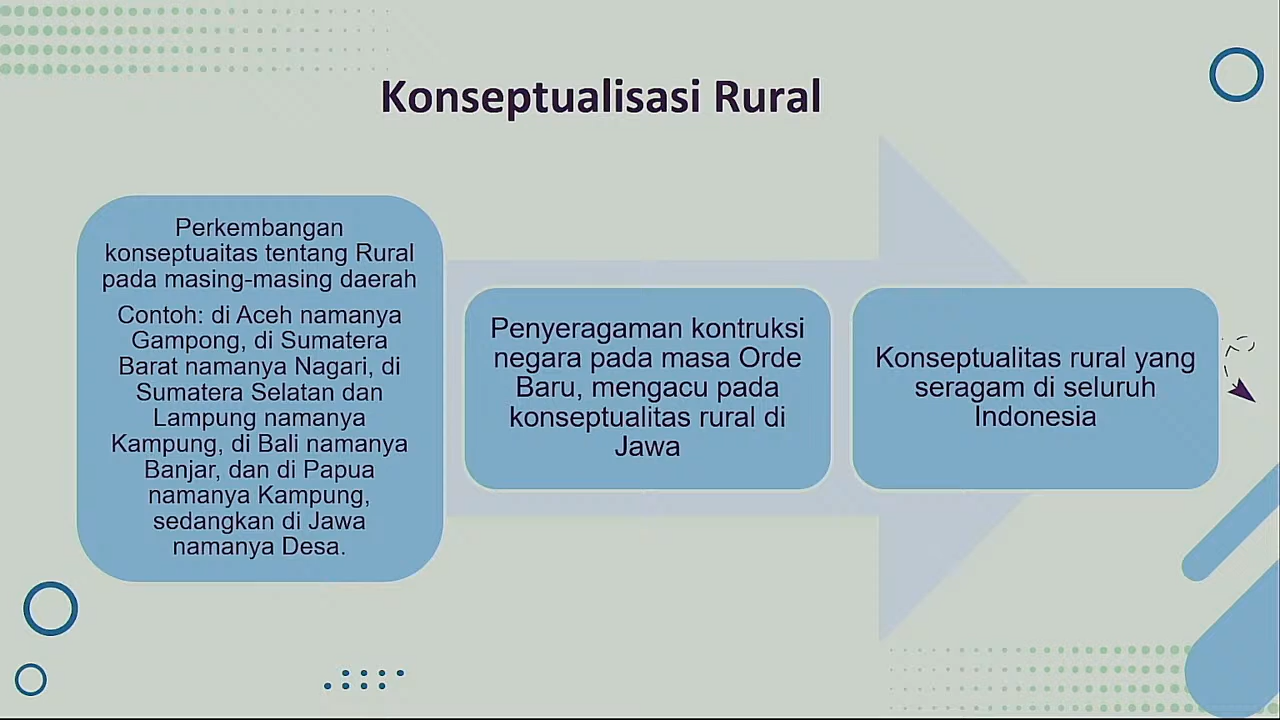 Konseptualisasi Rural
Perkembangan
konseptuaitas tentang Rural
pada masing-masing daerah
Contoh: di Aceh namanya
Gampong, di Sumatera
Barat namanya Nagari, di
Sumatera Selatan dan
Lampung namanya
Kampung, di Bali namanya
Banjar, dan di Papua
namanya Kampung,
sedangkan di Jawa
namanya Desa.
Penyeragaman kontruksi
negara pada masa Orde
Baru, mengacu pada
konseptualitas rural di
Jawa
Konseptualitas rural yang
seragam di seluruh
Indonesia